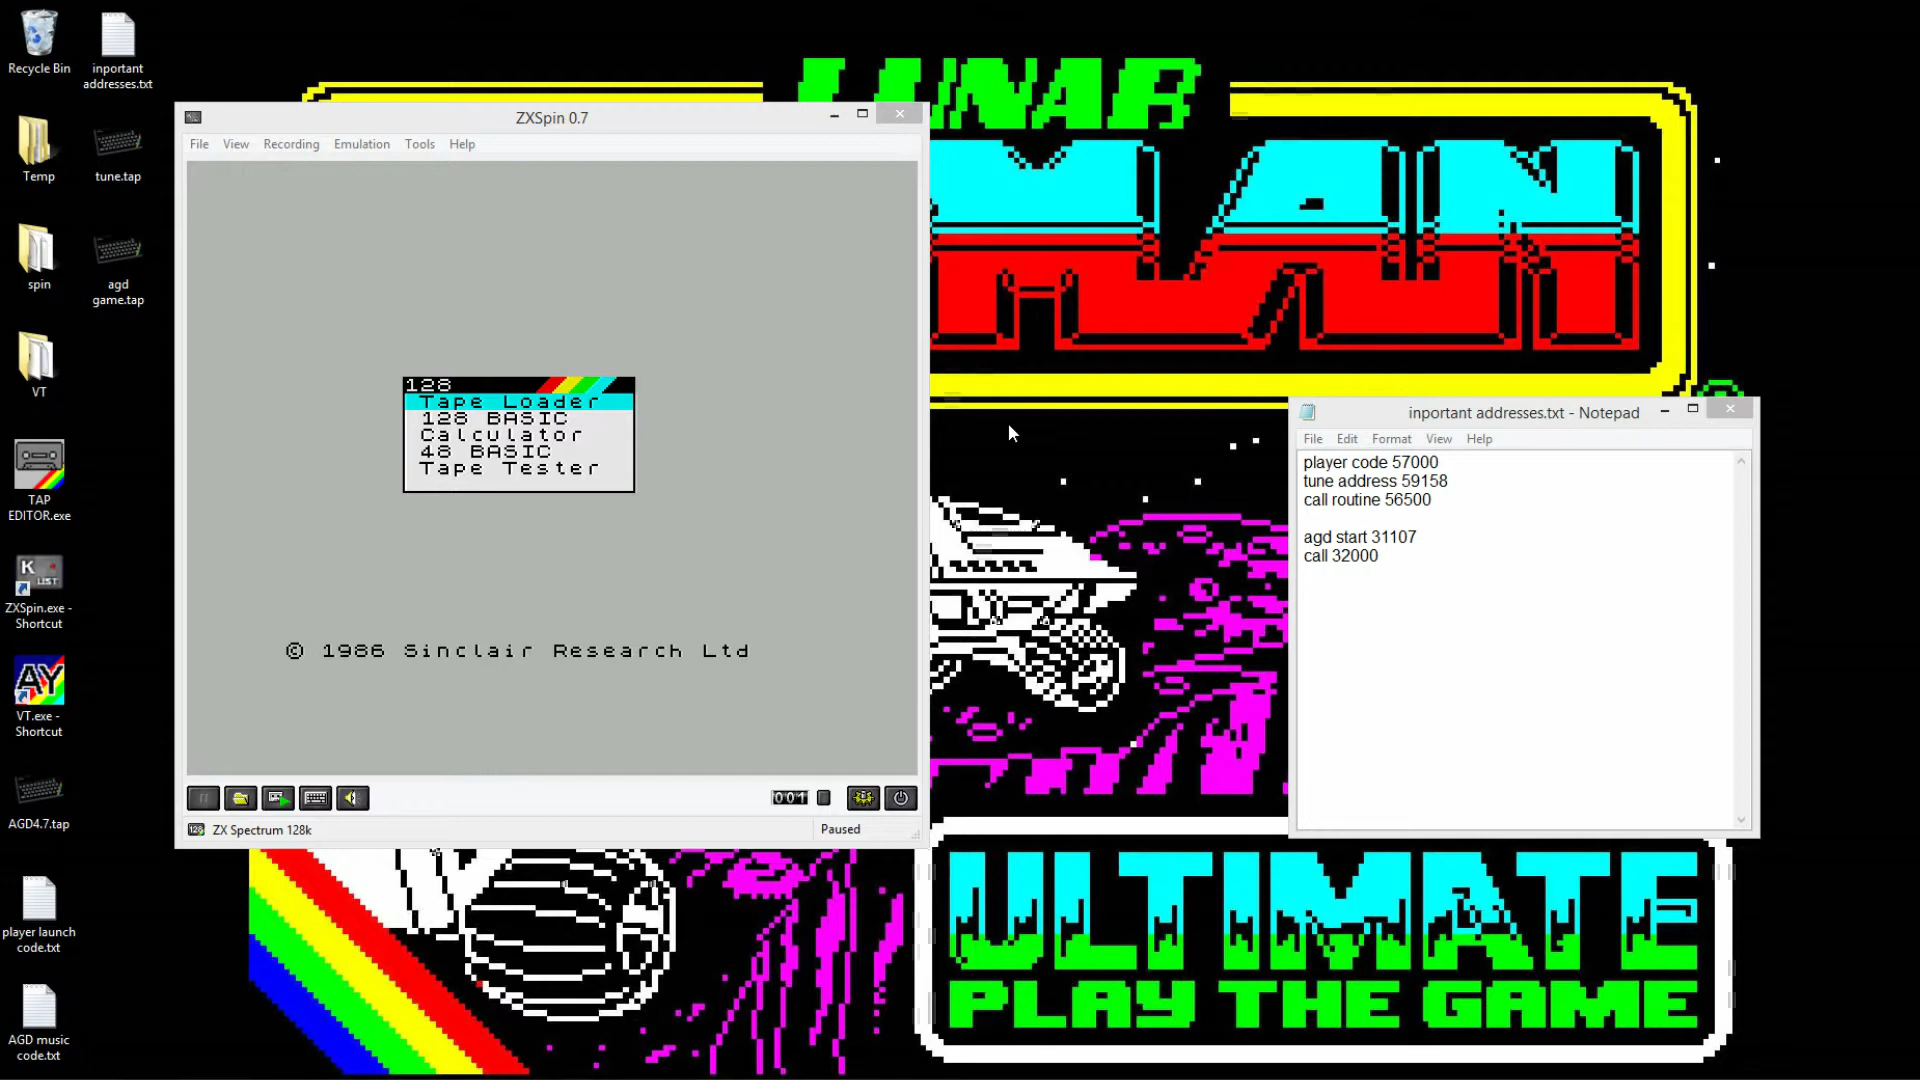 Recycle Bin
inportant
addresses.txt
Temp
tune.tap
spin
agd
game.tap
VT
TAP
EDITOR.exe
K
LIST
ZXSpin.exe -
Shortcut
AY
VT.exe -
Shortcut
AGD4.7.tap
player launch
code.txt
AGD music
code.txt
ZXSpin 0.7
File View Recording Emulation Tools Help
128
Tape Loader
128 BASIC
Calculator
48 BASIC
Tape Tester
© 1986 Sinclair Research Ltd
001
128 ZX Spectrum 128k
Paused
inportant addresses.txt - Notepad
File Edit Format View Help
player code 57000
tune address 59158
call routine 56500
agd start 31107
call 32000
ULTIMATE
PLAY THE GAME